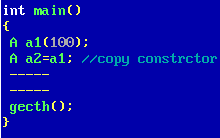 int main()
{
A a1(100);
A a2=a1; //copy constrctor
-----
-----
gecth();
}